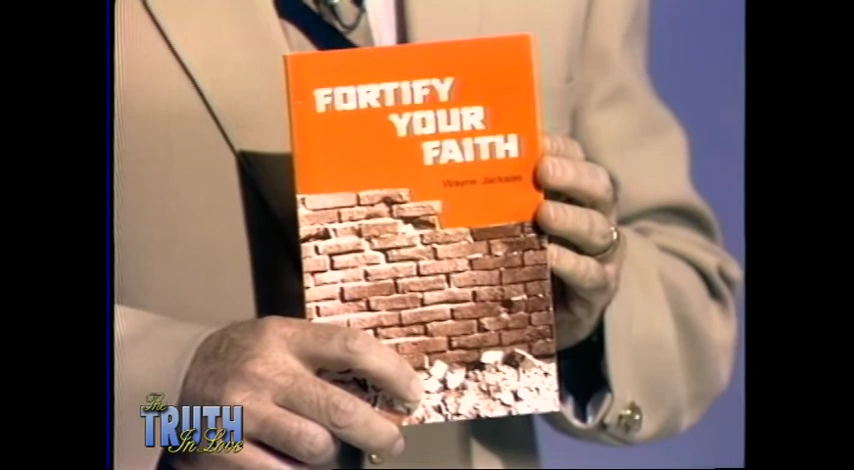 FORTIFY
YOUR
FAITH
Wayne Jackson
The
TRUTH
In Love